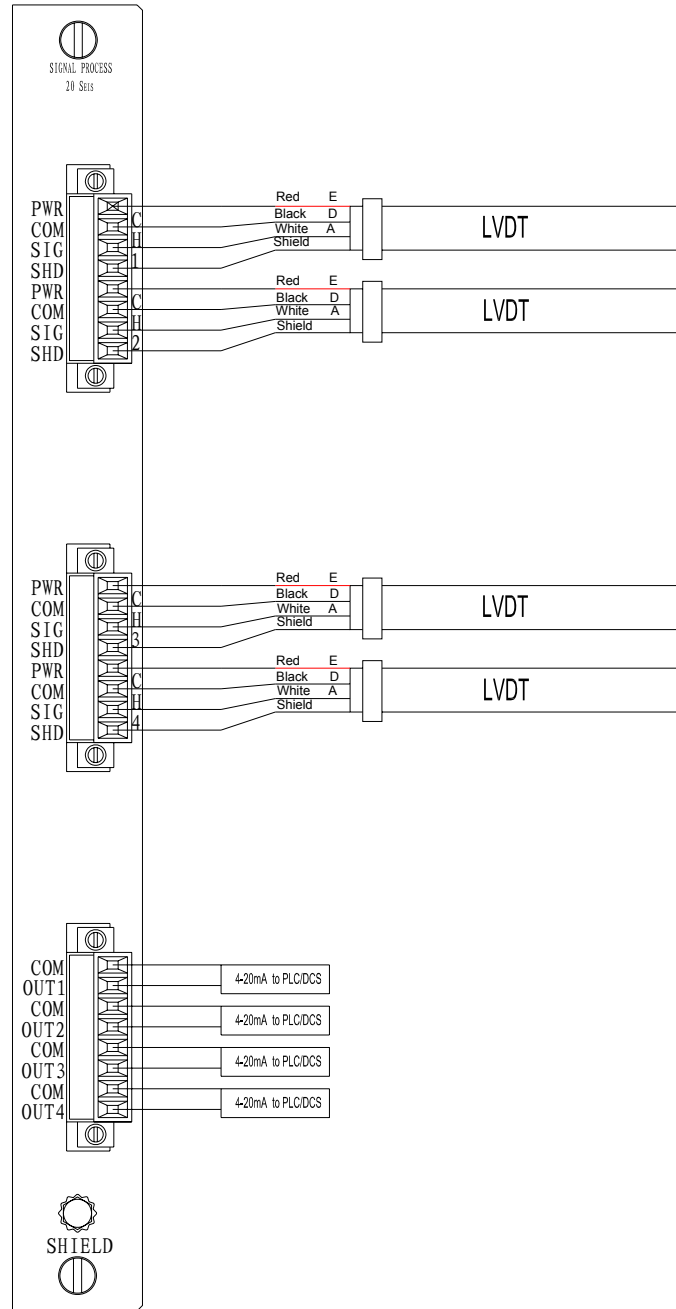 SIGNAL PROCESS
20 SETS
PWR Red E
COM C Black D
SIG H White A LVDT
SHD 1 Shield
PWR Red E
COM C Black D
SIG H White A LVDT
SHD 2 Shield
PWR Red E
COM C Black D
SIG H White A LVDT
SHD 3 Shield
PWR Red E
COM C Black D
SIG H White A LVDT
SHD 4 Shield
COM
OUT1 4-20mA to PLC/DCS
COM
OUT2 4-20mA to PLC/DCS
COM
OUT3 4-20mA to PLC/DCS
COM
OUT4 4-20mA to PLC/DCS
SHIELD